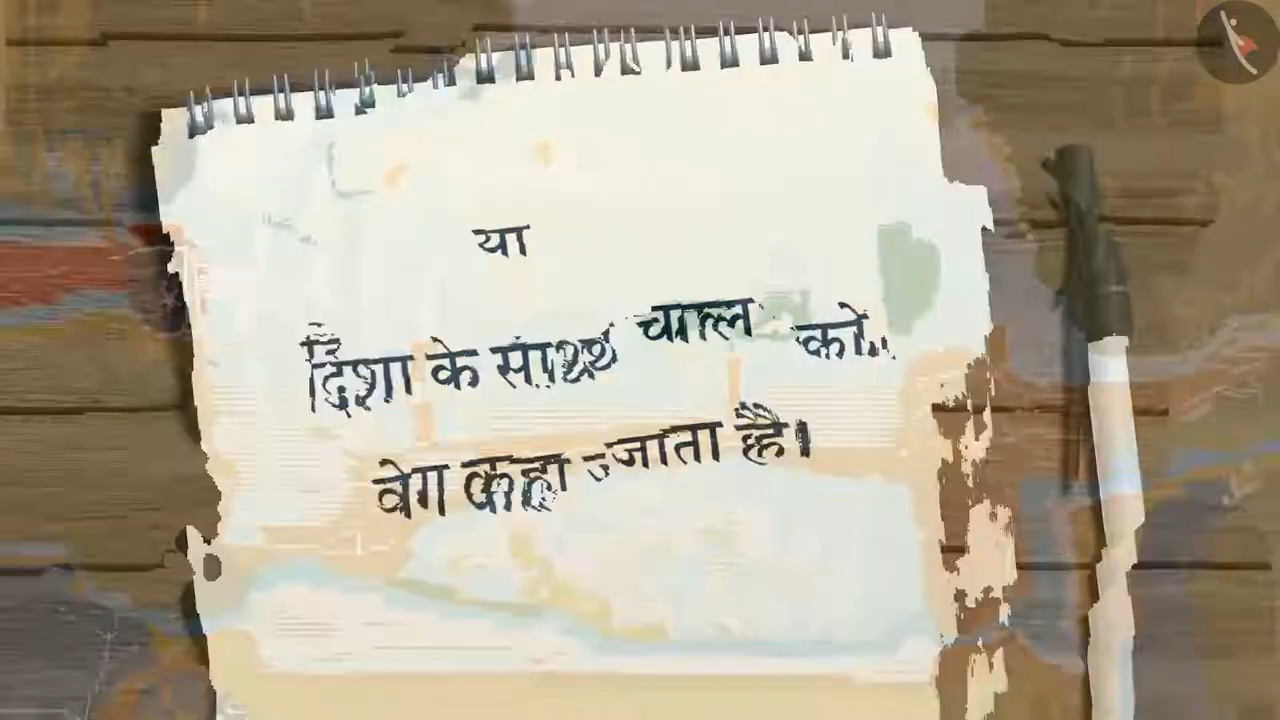 या
दिशा के साथ चाल को
वेग कहा जाता है।